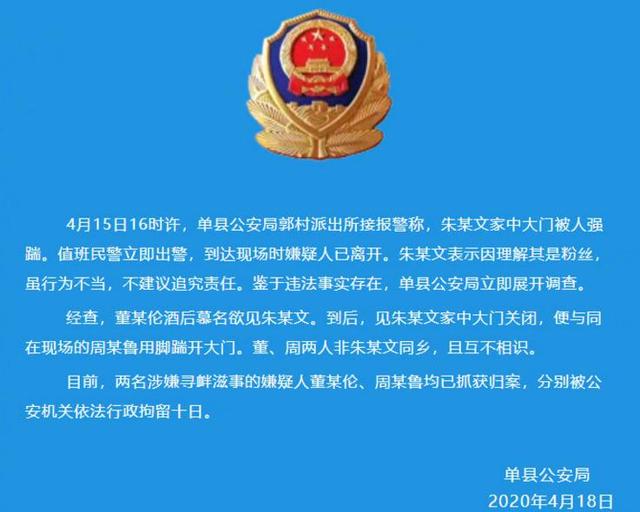 4月15日16时许，单县公安局郭村派出所接报警称，朱某文家中大门被人强
踹。值班民警立即出警，到达现场时嫌疑人已离开。朱某文表示因理解其是粉丝，
虽行为不当，不建议追究责任。鉴于违法事实存在，单县公安局立即展开调查。
经查，董某伦酒后慕名欲见朱某文。到后，见朱某文家中大门关闭，便与同
在现场的周某鲁用脚踹开大门。董、周两人非朱某文同乡，且互不相识。
目前，两名涉嫌寻衅滋事的嫌疑人董某伦、周某鲁均已抓获归案，分别被公
安机关依法行政拘留十日。
单县公安局
2020年4月18日